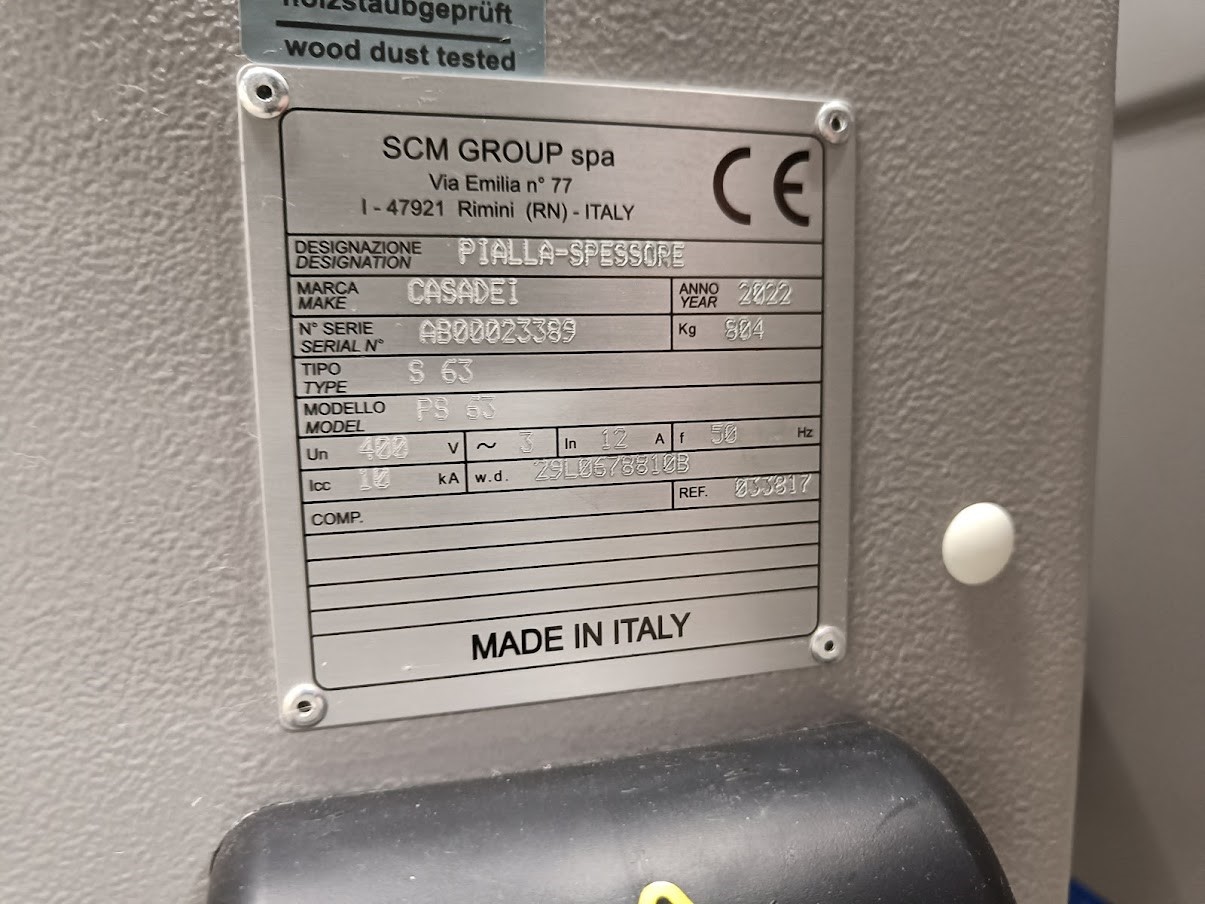 holzstaubgeprüft
wood dust tested
SCM GROUP spa
Via Emilia n° 77
I - 47921 Rimini (RN) - ITALY
CE
DESIGNAZIONE PIALLA-SPESSORE
DESIGNATION
MARCA CASADEI ANNO 2022
MAKE YEAR
N° SERIE AB00023389 Kg 804
SERIAL N°
TIPO S 63
TYPE
MODELLO PS 63
MODEL
Un 400 V ~ 3 In 12 A f 50 Hz
Icc 10 kA w.d. Z9L0678810B
REF. 033817
COMP.
MADE IN ITALY